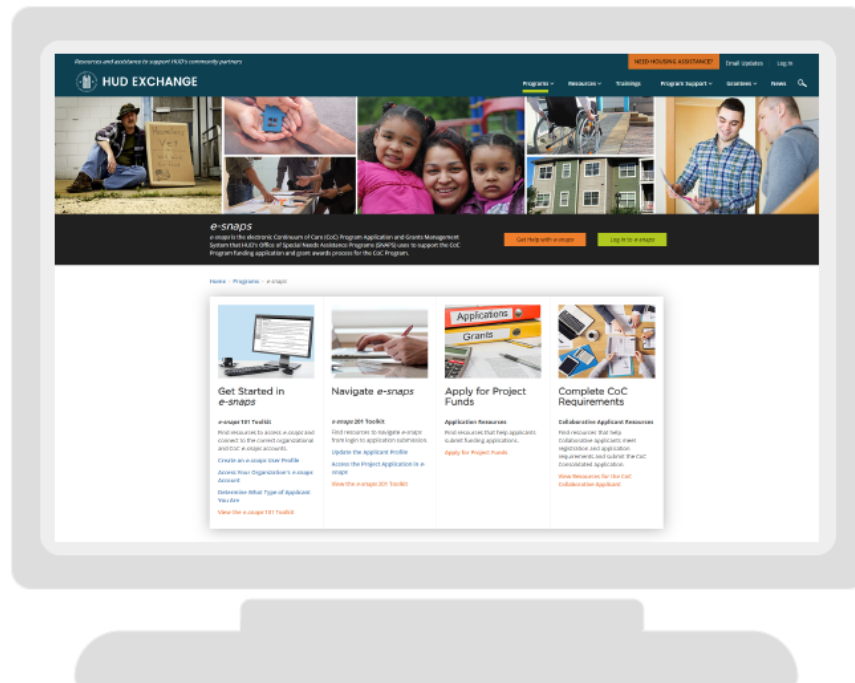 Resources and assistance to support HUD's community partners
NEED HOUSING ASSISTANCE? Email Updates Log In
HUD EXCHANGE
Programs Resources Trainings Program Support Grantees News
Homeless
Vet
e-snaps
e-snaps is the electronic Continuum of Care (CoC) Program Application and Grants Management
System that HUD's Office of Special Needs Assistance Programs (SNAPS) uses to support the CoC
Program funding application and grant awards process for the CoC Program.
Get Help with e-snaps Log in to e-snaps
Home > Programs > e-snaps
Applications
Grants
Get Started in
e-snaps
e-snaps 101 Toolkit
Find resources to access e-snaps and
connect to the correct organizational
and CoC e-snaps accounts.
Create an e-snaps User Profile
Access Your Organization's e-snaps
Account
Determine What Type of Applicant
You Are
View the e-snaps 101 Toolkit
Navigate e-snaps
e-snaps 201 Toolkit
Find resources to navigate e-snaps
from login to application submission.
Update the Applicant Profile
Access the Project Application in e-
snaps
View the e-snaps 201 Toolkit
Apply for Project
Funds
Application Resources
Find resources that help applicants
submit funding applications.
Apply for Project Funds
Complete CoC
Requirements
Collaborative Applicant Resources
Find resources that help
Collaborative Applicants meet
registration and application
requirements and submit the CoC
Consolidated Application.
View Resources for the CoC
Collaborative Applicant